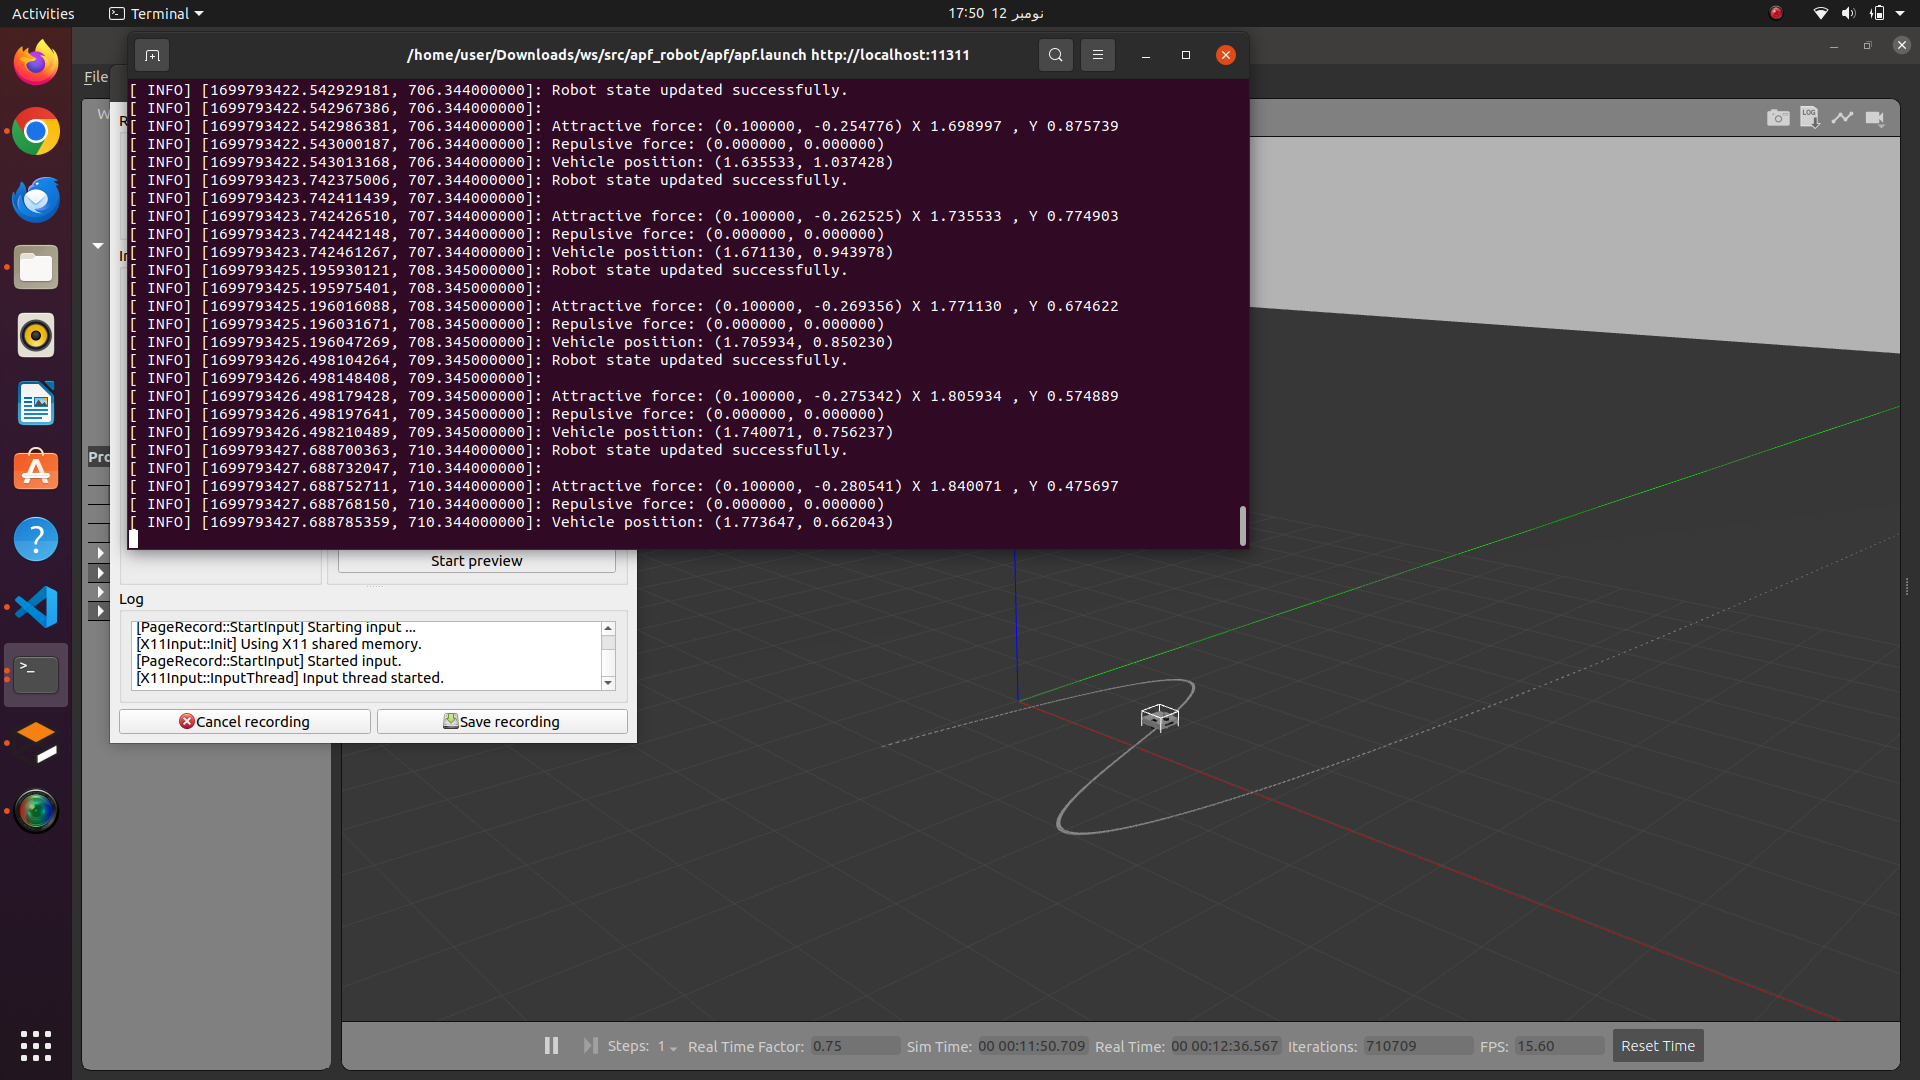 Activities
Terminal
17:50 12 نومبر
/home/user/Downloads/ws/src/apf_robot/apf/apf.launch http://localhost:11311
File
[ INFO] [1699793422.542929181, 706.344000000]: Robot state updated successfully.
[ INFO] [1699793422.542967386, 706.344000000]:
[ INFO] [1699793422.542986381, 706.344000000]: Attractive force: (0.100000, -0.254776) X 1.698997 , Y 0.875739
[ INFO] [1699793422.543000187, 706.344000000]: Repulsive force: (0.000000, 0.000000)
[ INFO] [1699793422.543013168, 706.344000000]: Vehicle position: (1.635533, 1.037428)
[ INFO] [1699793423.742375006, 707.344000000]: Robot state updated successfully.
[ INFO] [1699793423.742411439, 707.344000000]:
[ INFO] [1699793423.742426510, 707.344000000]: Attractive force: (0.100000, -0.262525) X 1.735533 , Y 0.774903
[ INFO] [1699793423.742442148, 707.344000000]: Repulsive force: (0.000000, 0.000000)
[ INFO] [1699793423.742461267, 707.344000000]: Vehicle position: (1.671130, 0.943978)
[ INFO] [1699793425.195930121, 708.345000000]: Robot state updated successfully.
[ INFO] [1699793425.195975401, 708.345000000]:
[ INFO] [1699793425.196016088, 708.345000000]: Attractive force: (0.100000, -0.269356) X 1.771130 , Y 0.674622
[ INFO] [1699793425.196031671, 708.345000000]: Repulsive force: (0.000000, 0.000000)
[ INFO] [1699793425.196047269, 708.345000000]: Vehicle position: (1.705934, 0.850230)
[ INFO] [1699793426.498104264, 709.345000000]: Robot state updated successfully.
[ INFO] [1699793426.498148408, 709.345000000]:
[ INFO] [1699793426.498179428, 709.345000000]: Attractive force: (0.100000, -0.275342) X 1.805934 , Y 0.574889
[ INFO] [1699793426.498197641, 709.345000000]: Repulsive force: (0.000000, 0.000000)
[ INFO] [1699793426.498210489, 709.345000000]: Vehicle position: (1.740071, 0.756237)
[ INFO] [1699793427.688700363, 710.344000000]: Robot state updated successfully.
[ INFO] [1699793427.688732047, 710.344000000]:
[ INFO] [1699793427.688752711, 710.344000000]: Attractive force: (0.100000, -0.280541) X 1.840071 , Y 0.475697
[ INFO] [1699793427.688768150, 710.344000000]: Repulsive force: (0.000000, 0.000000)
[ INFO] [1699793427.688785359, 710.344000000]: Vehicle position: (1.773647, 0.662043)
LOG
Pro
Start preview
Log
[PageRecord::StartInput] Starting input ...
[X11Input::Init] Using X11 shared memory.
[PageRecord::StartInput] Started input.
[X11Input::InputThread] Input thread started.
Cancel recording
Save recording
Steps: 1 Real Time Factor: 0.75 Sim Time: 00 00:11:50.709 Real Time: 00 00:12:36.567 Iterations: 710709 FPS: 15.60 Reset Time